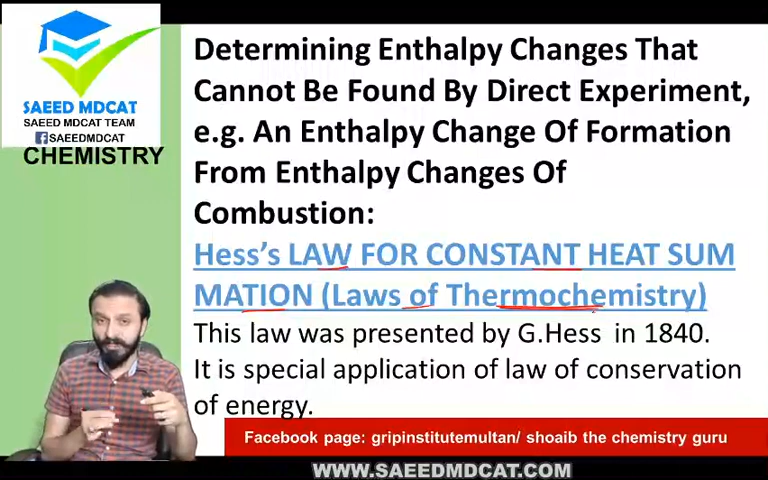 SAEED MDCAT
SAEED MDCAT TEAM
SAEEDMDCAT
CHEMISTRY
Determining Enthalpy Changes That
Cannot Be Found By Direct Experiment,
e.g. An Enthalpy Change Of Formation
From Enthalpy Changes Of
Combustion:
Hess's LAW FOR CONSTANT HEAT SUM
MATION (Laws of Thermochemistry)
This law was presented by G.Hess in 1840.
It is special application of law of conservation
of energy.
Facebook page: gripinstitutemultan/ shoaib the chemistry guru
WWW.SAEEDMDCAT.COM